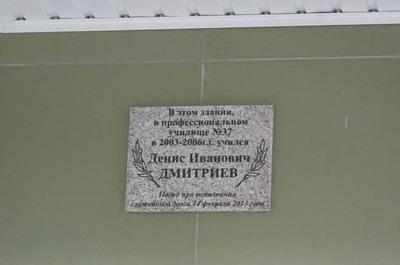 В этом здании,
в профессиональном
училище №37
в 2003-2006г.г. учился
Денис Иванович
ДМИТРИЕВ
Погиб при исполнении
служебного долга 14 февраля 2013 года